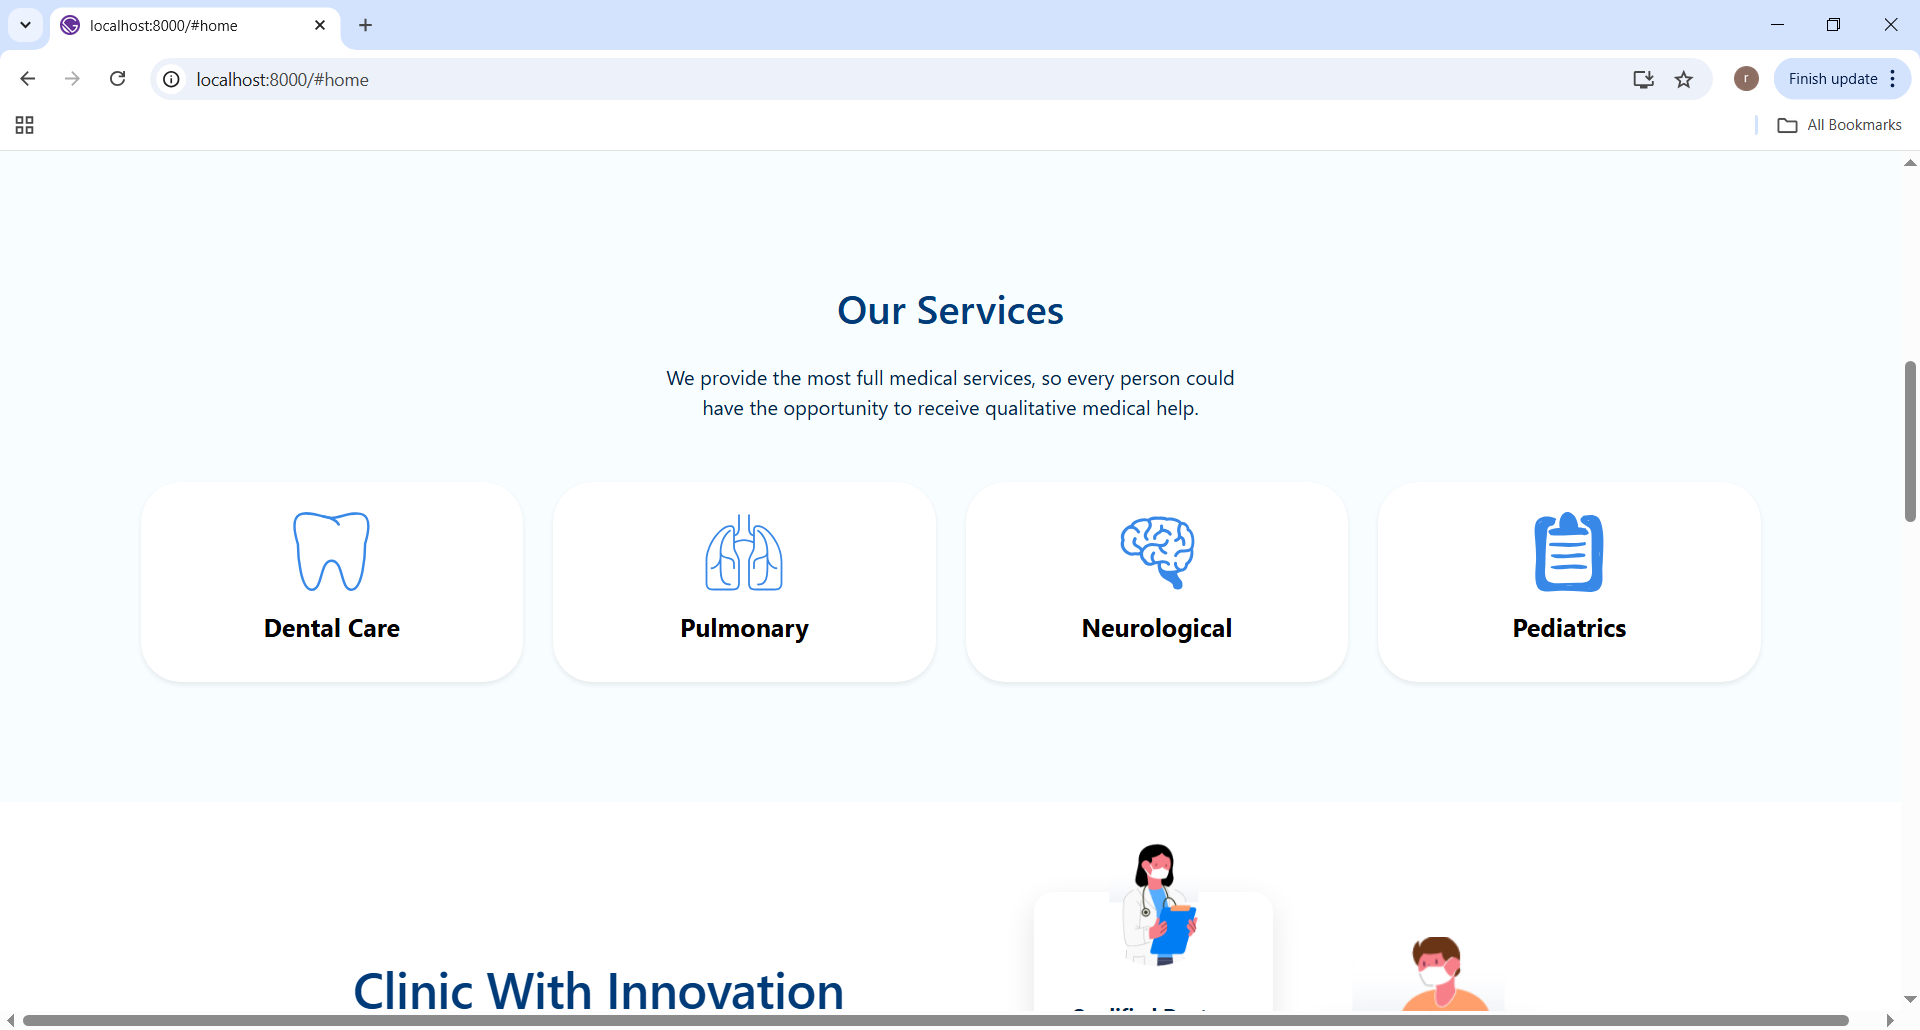 localhost:8000/#home
localhost:8000/#home
r
Finish update
All Bookmarks
Our Services
We provide the most full medical services, so every person could
have the opportunity to receive qualitative medical help.
Dental Care
Pulmonary
Neurological
Pediatrics
Clinic With Innovation